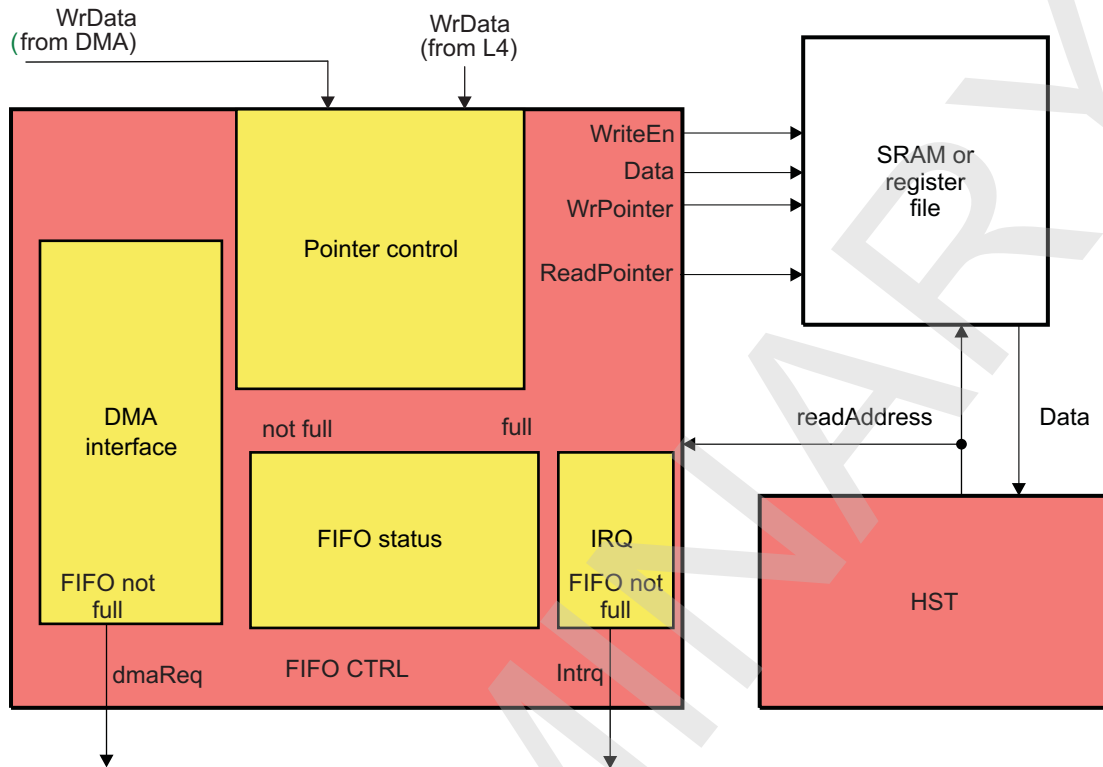 WrData
(from DMA)
WrData
(from L4)
WriteEn
Data
WrPointer
ReadPointer
SRAM or
register
file
Pointer control
DMA
interface
not full
full
readAddress
Data
FIFO status
IRQ
FIFO not
full
FIFO not
full
HST
dmaReq
FIFO CTRL
Intrq
MINARY